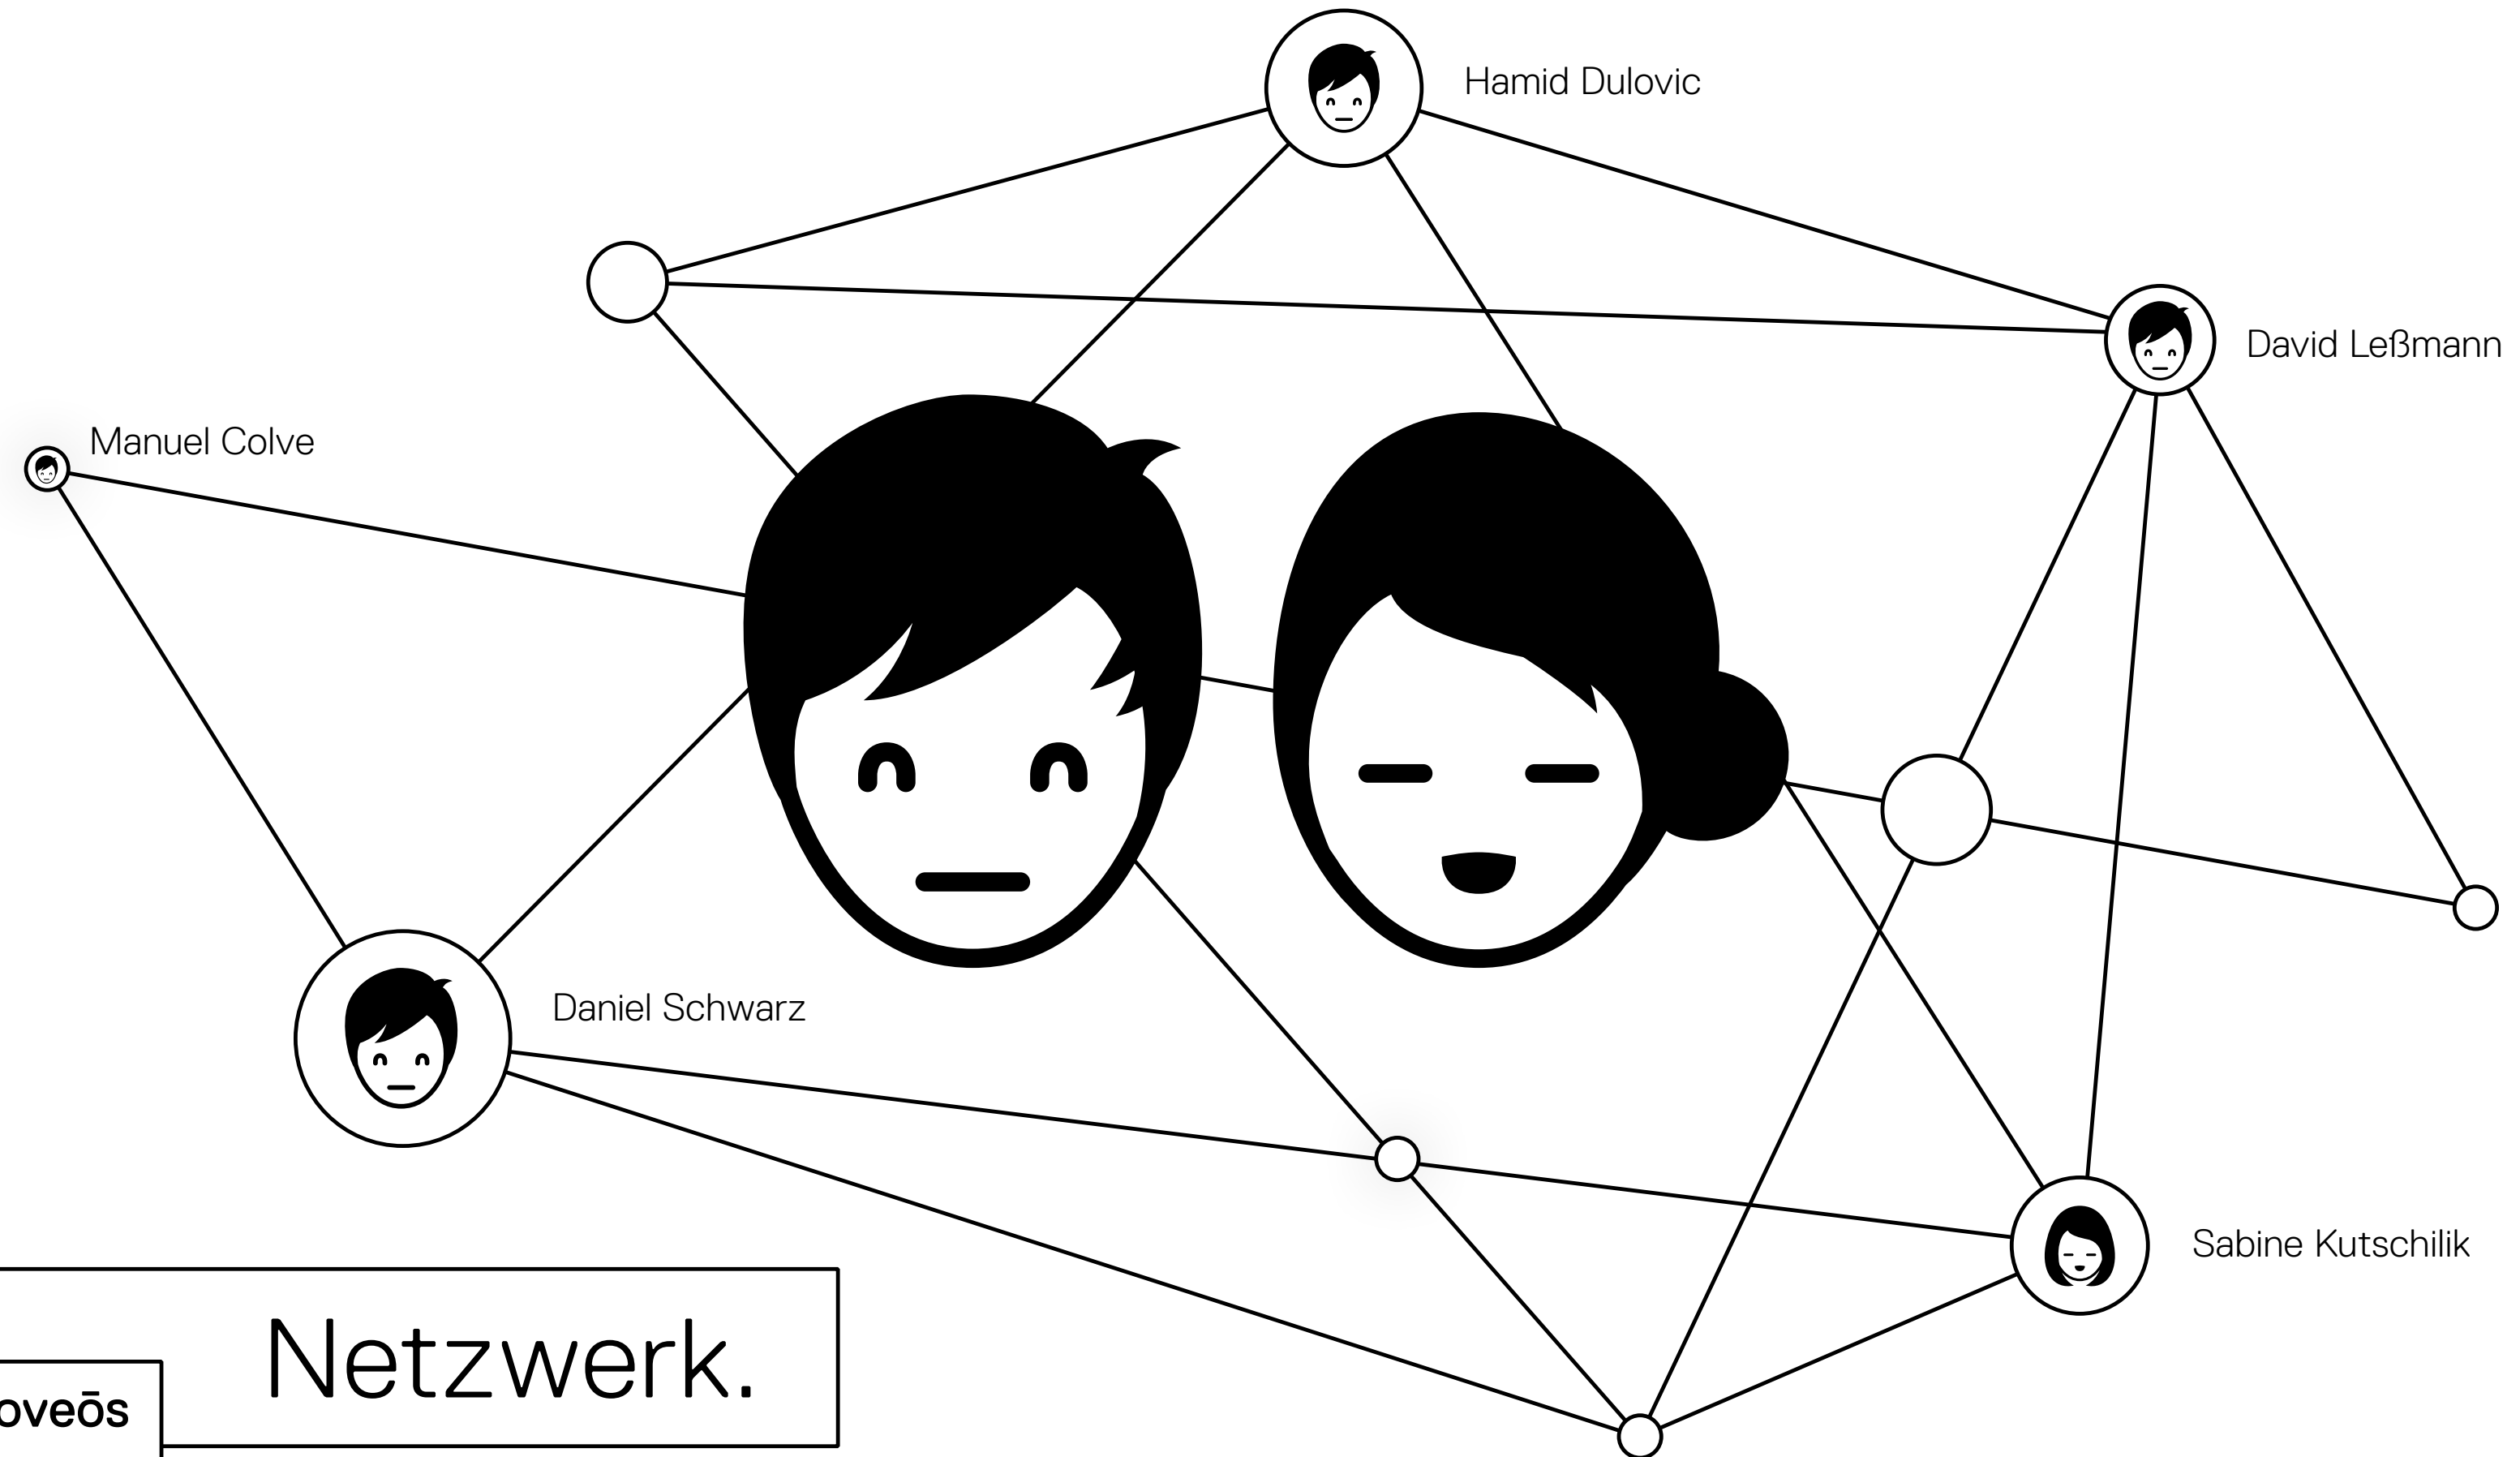 Hamid Dulovic
David Leßmann
Manuel Colve
Daniel Schwarz
Sabine Kutschilik
Netzwerk.
oveōs